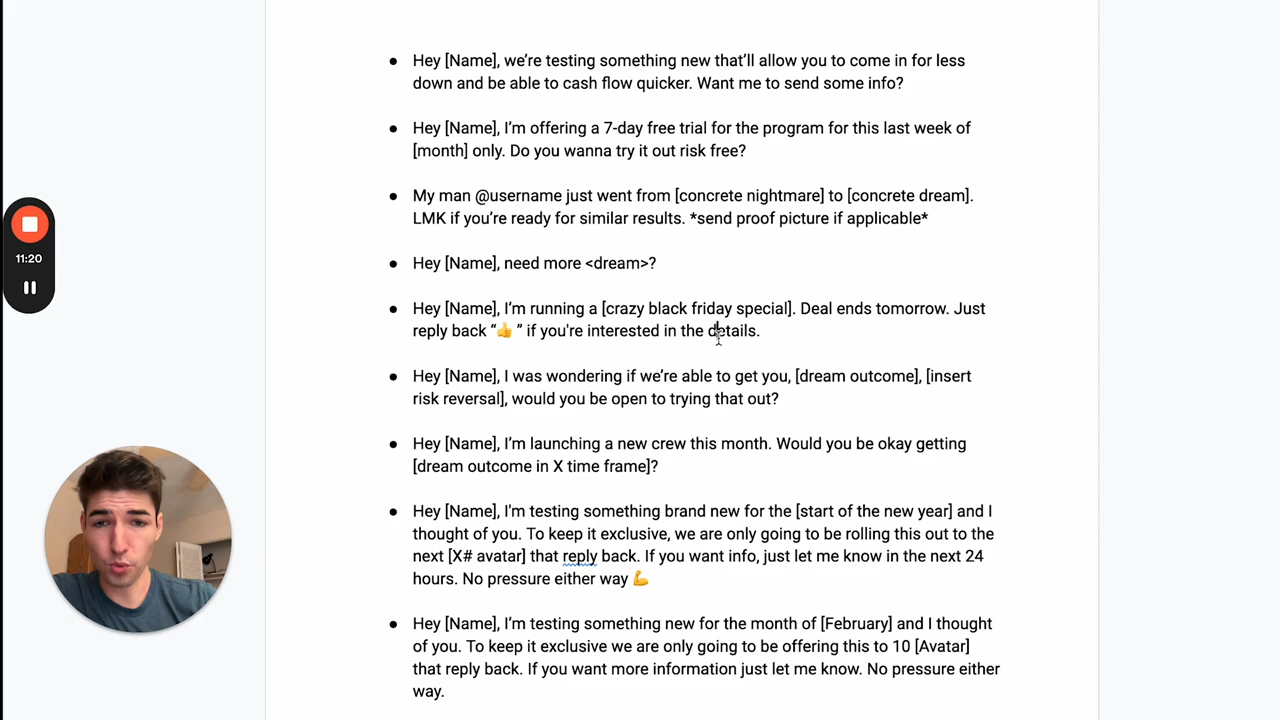 ● Hey [Name], we’re testing something new that’ll allow you to come in for less
down and be able to cash flow quicker. Want me to send some info?
● Hey [Name], I’m offering a 7-day free trial for the program for this last week of
[month] only. Do you wanna try it out risk free?
● My man @username just went from [concrete nightmare] to [concrete dream].
LMK if you’re ready for similar results. *send proof picture if applicable*
● Hey [Name], need more <dream>?
● Hey [Name], I’m running a [crazy black friday special]. Deal ends tomorrow. Just
reply back “👍 ” if you're interested in the details.
● Hey [Name], I was wondering if we’re able to get you, [dream outcome], [insert
risk reversal], would you be open to trying that out?
● Hey [Name], I’m launching a new crew this month. Would you be okay getting
[dream outcome in X time frame]?
● Hey [Name], I'm testing something brand new for the [start of the new year] and I
thought of you. To keep it exclusive, we are only going to be rolling this out to the
next [X# avatar] that reply back. If you want info, just let me know in the next 24
hours. No pressure either way 💪
● Hey [Name], I’m testing something new for the month of [February] and I thought
of you. To keep it exclusive we are only going to be offering this to 10 [Avatar]
that reply back. If you want more information just let me know. No pressure either
way.
11:20